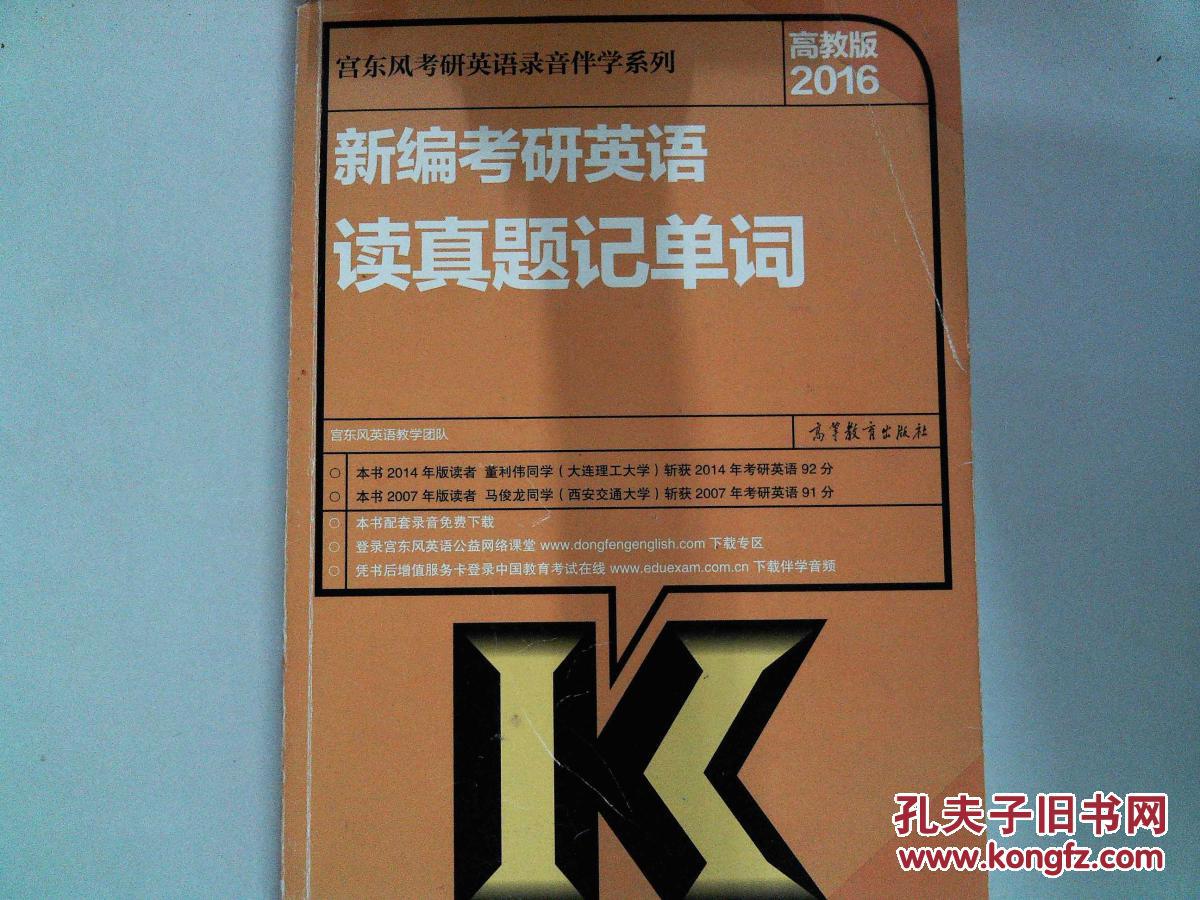 宫东风考研英语录音伴学系列
高教版
2016
新编考研英语
读真题记单词
宫东风英语教学团队
高等教育出版社
○ 本书2014年版读者 董利伟同学（大连理工大学）斩获2014年考研英语92分
○ 本书2007年版读者 马俊龙同学（西安交通大学）斩获2007年考研英语91分
○ 本书配套录音免费下载
○ 登录宫东风英语公益网络课堂 www.dongfengenglish.com 下载专区
○ 凭书后增值服务卡登录中国教育考试在线 www.eduexam.com.cn 下载伴学音频
K
孔夫子旧书网
www.kongfz.com